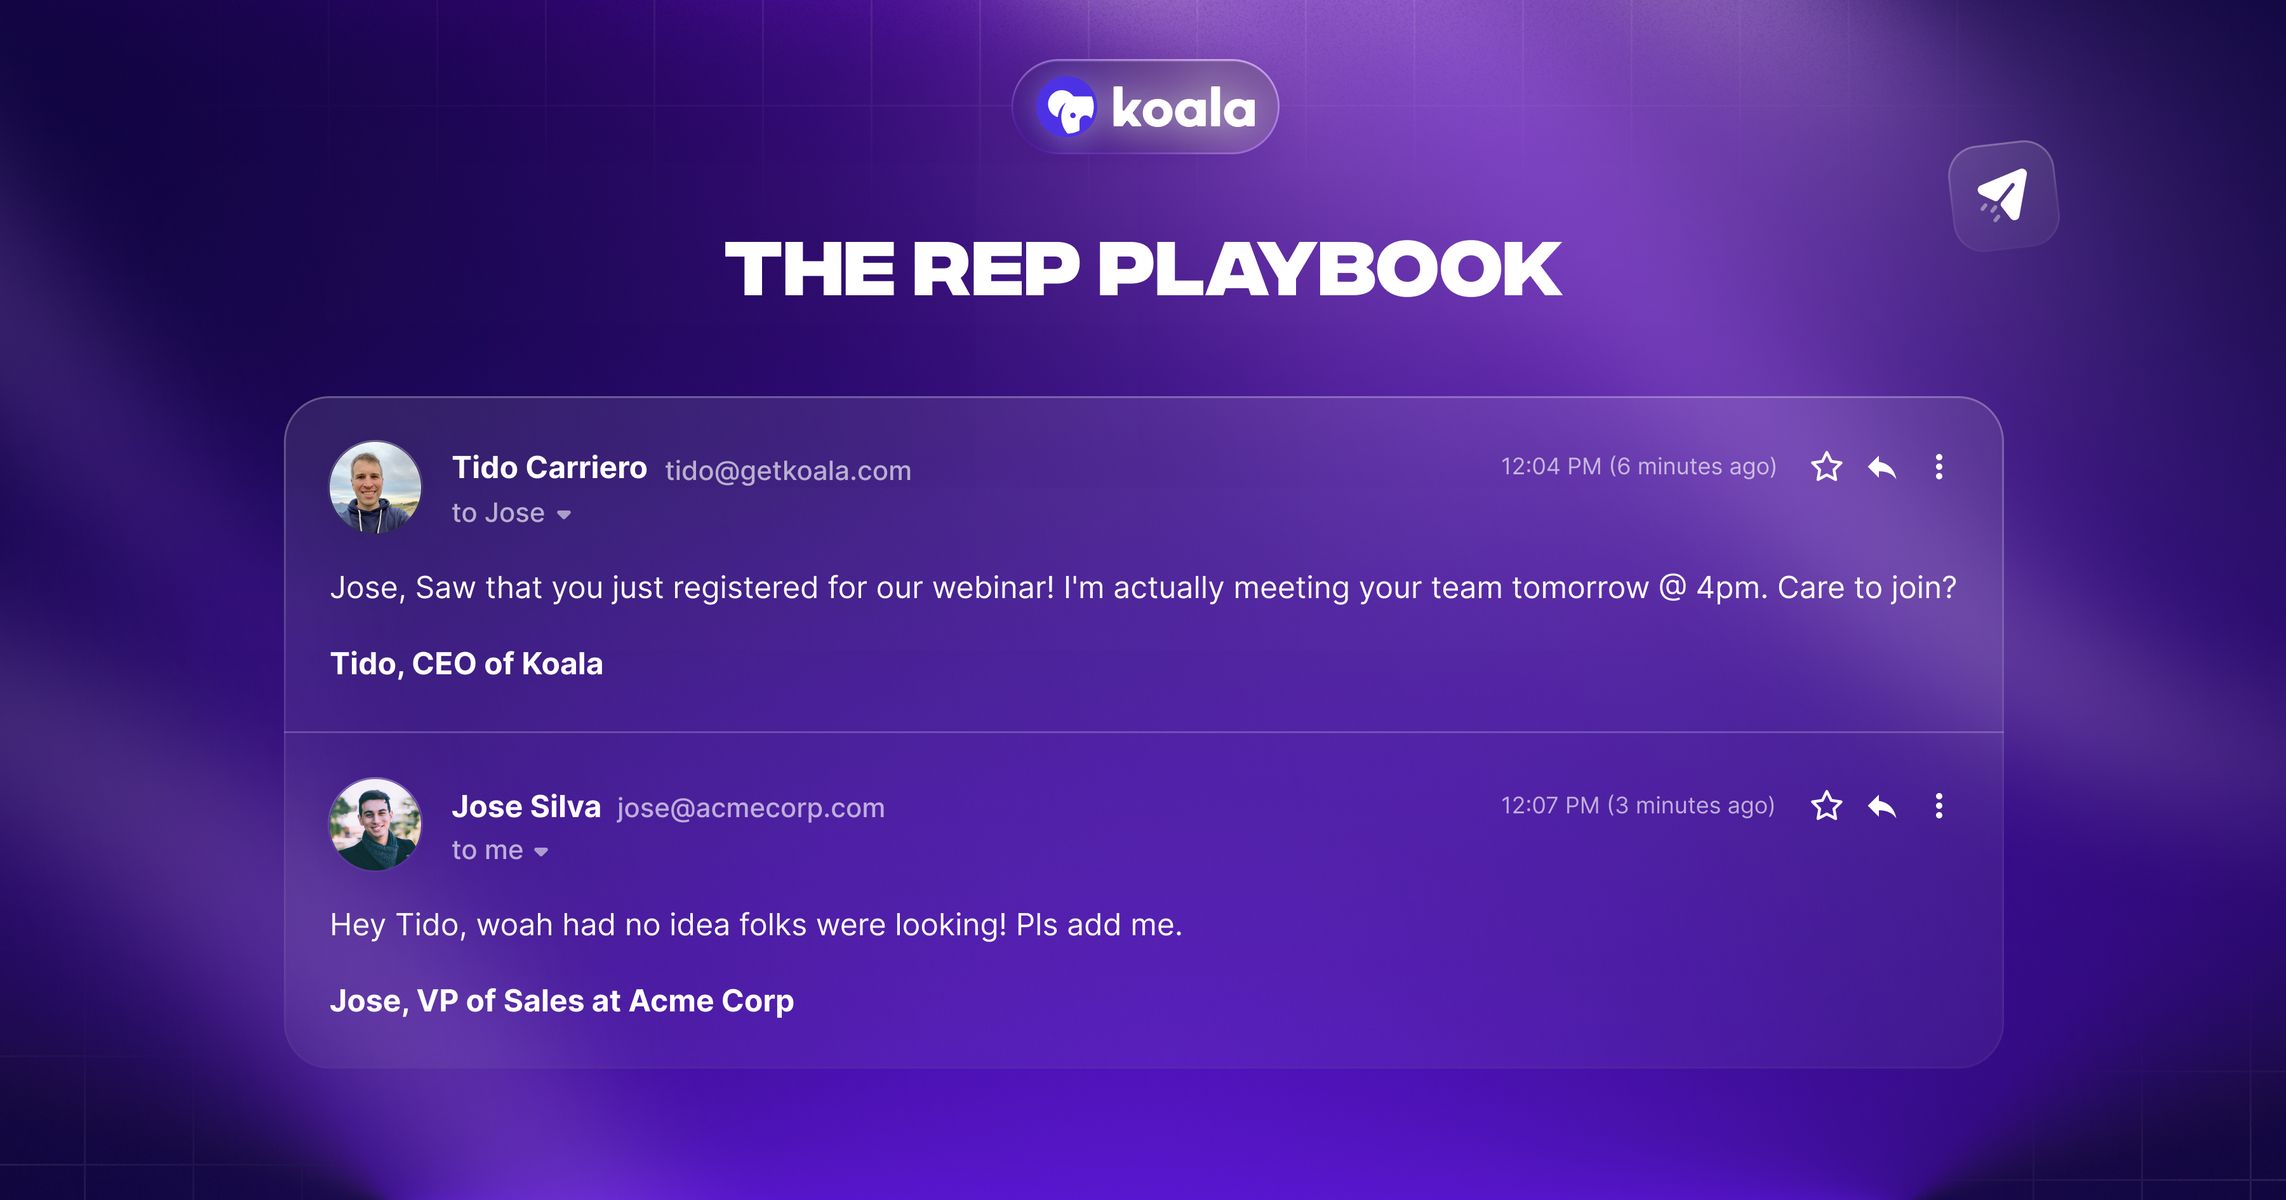 koala
THE REP PLAYBOOK
Tido Carriero tido@getkoala.com 12:04 PM (6 minutes ago)
to Jose
Jose, Saw that you just registered for our webinar! I'm actually meeting your team tomorrow @ 4pm. Care to join?
Tido, CEO of Koala
Jose Silva jose@acmecorp.com 12:07 PM (3 minutes ago)
to me
Hey Tido, woah had no idea folks were looking! Pls add me.
Jose, VP of Sales at Acme Corp